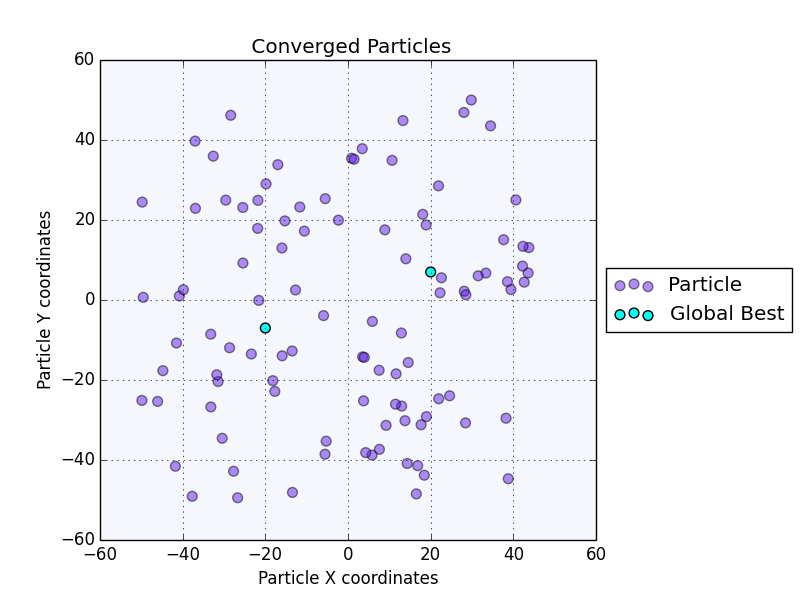 Converged Particles
60
40
20
0
−20
−40
−60
−60
−40
−20
0
20
40
60
Particle Y coordinates
Particle X coordinates
Particle
Global Best